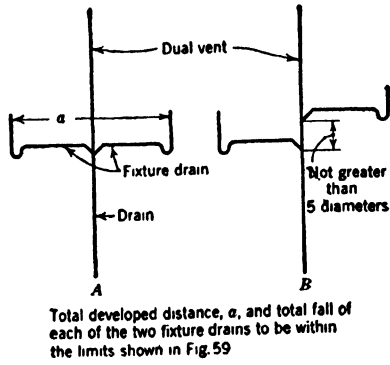 Dual vent
a
Fixture drain
Drain
Not greater
than
5 diameters
A
B
Total developed distance, a, and total fall of
each of the two fixture drains to be within
the limits shown in Fig. 59